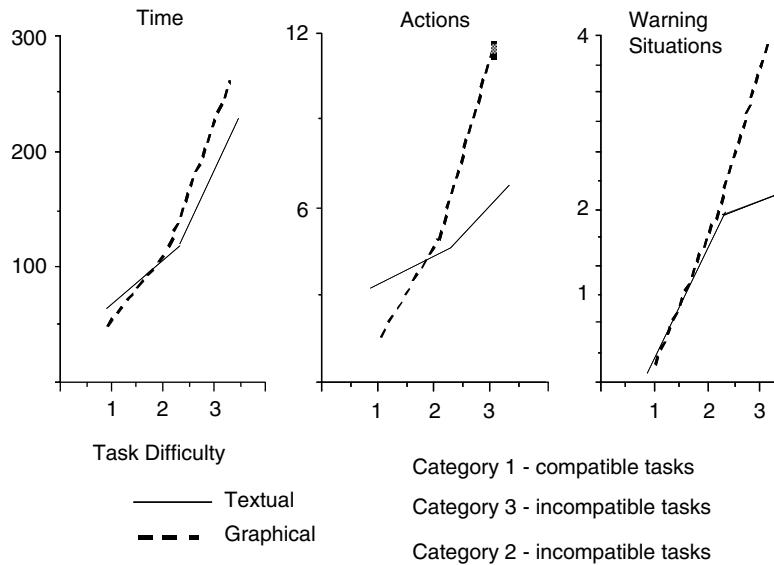 Time
Actions
Warning
Situations
300
200
100
1
2
3
12
6
1
2
3
4
2
1
1
2
3
Task Difficulty
Textual
Graphical
Category 1 - compatible tasks
Category 3 - incompatible tasks
Category 2 - incompatible tasks